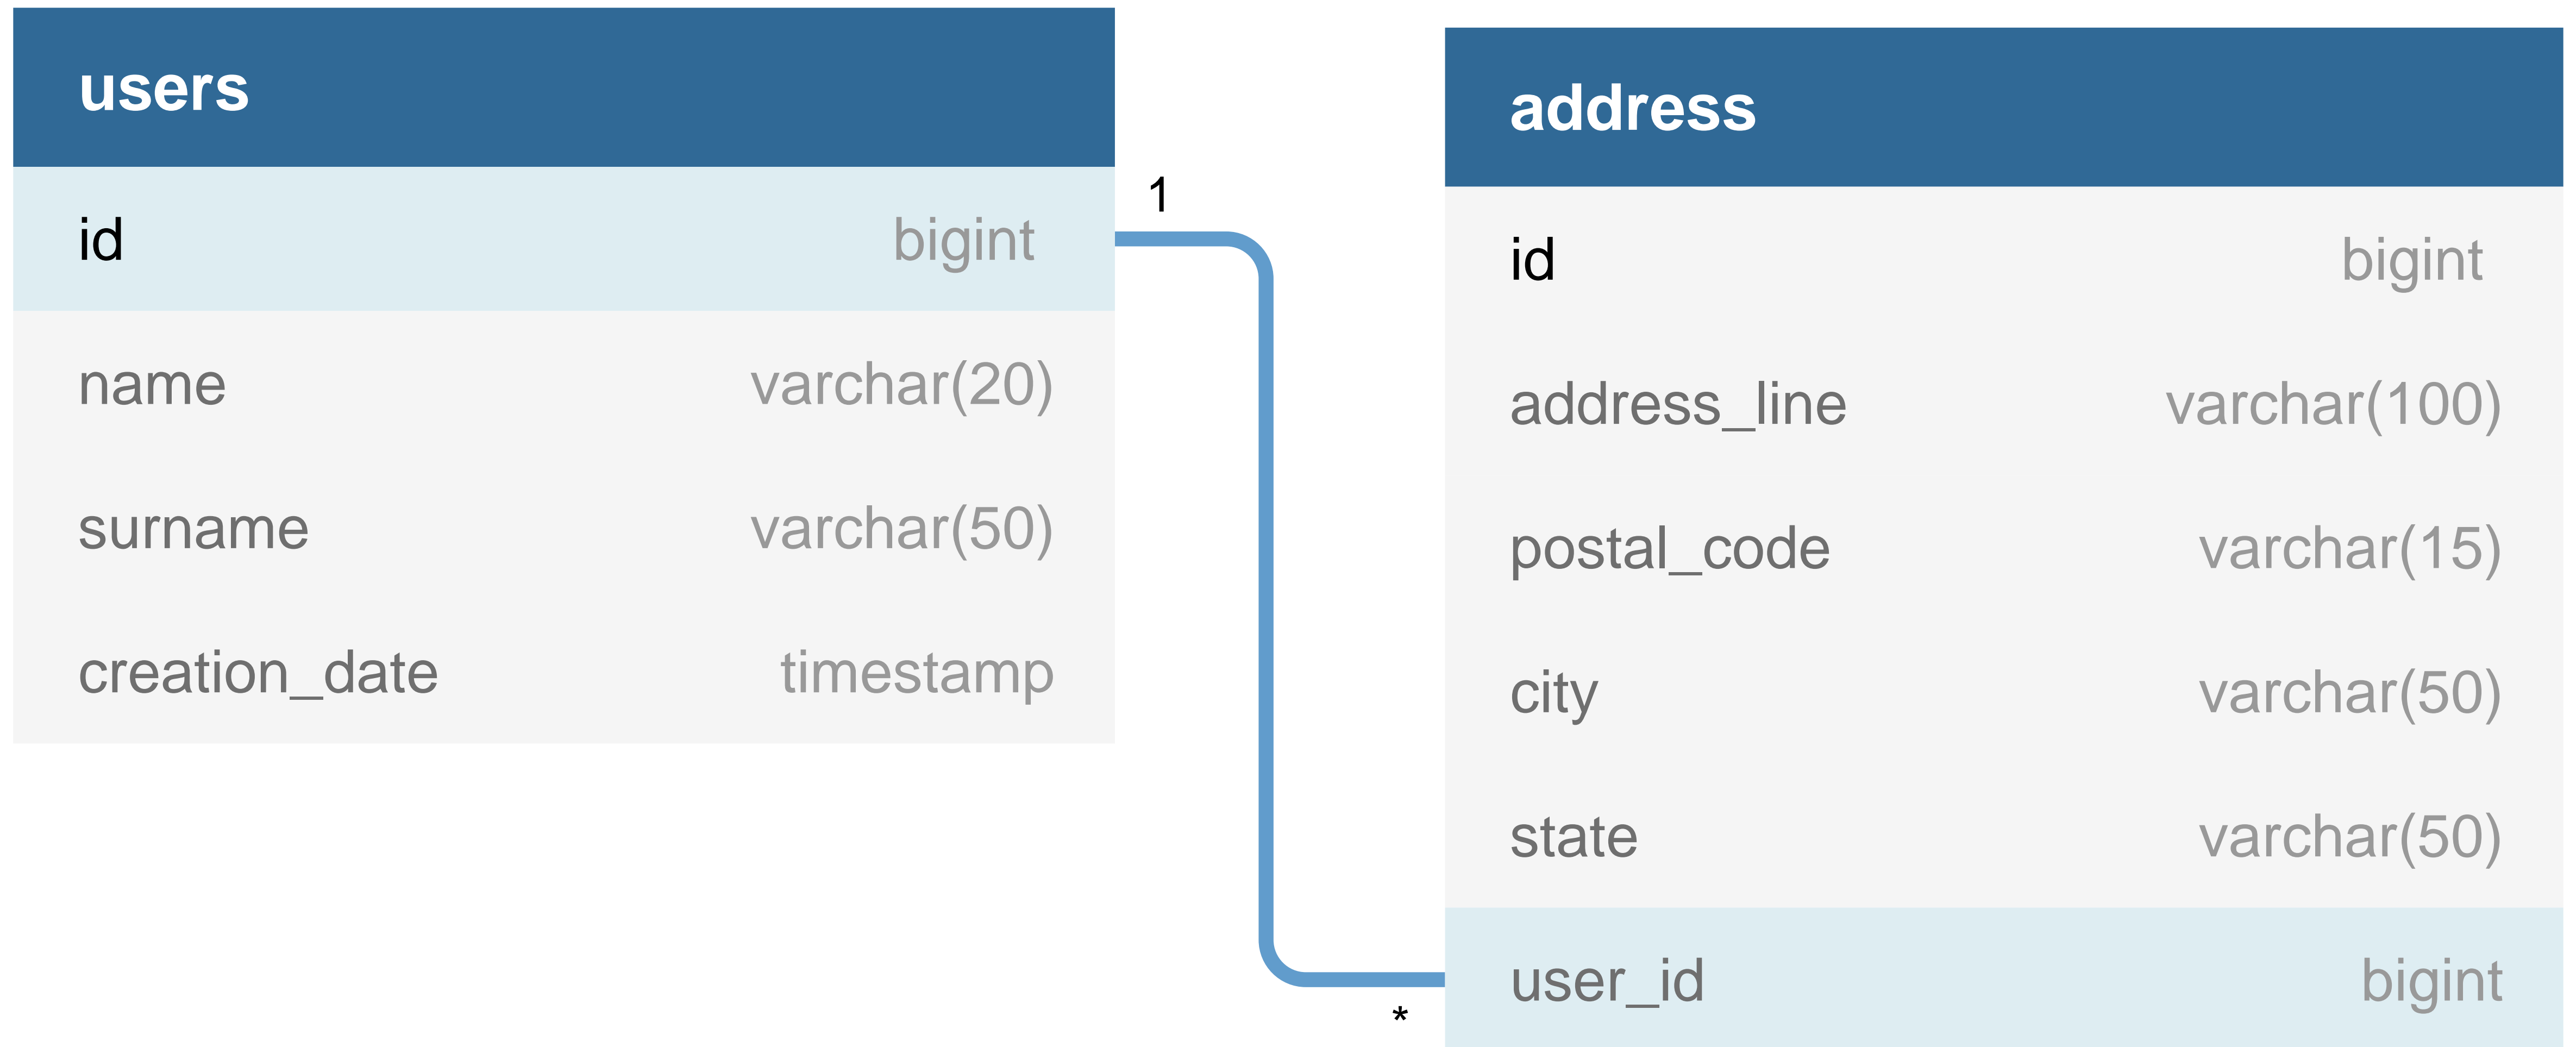 users
id bigint
name varchar(20)
surname varchar(50)
creation_date timestamp
1
*
address
id bigint
address_line varchar(100)
postal_code varchar(15)
city varchar(50)
state varchar(50)
user_id bigint